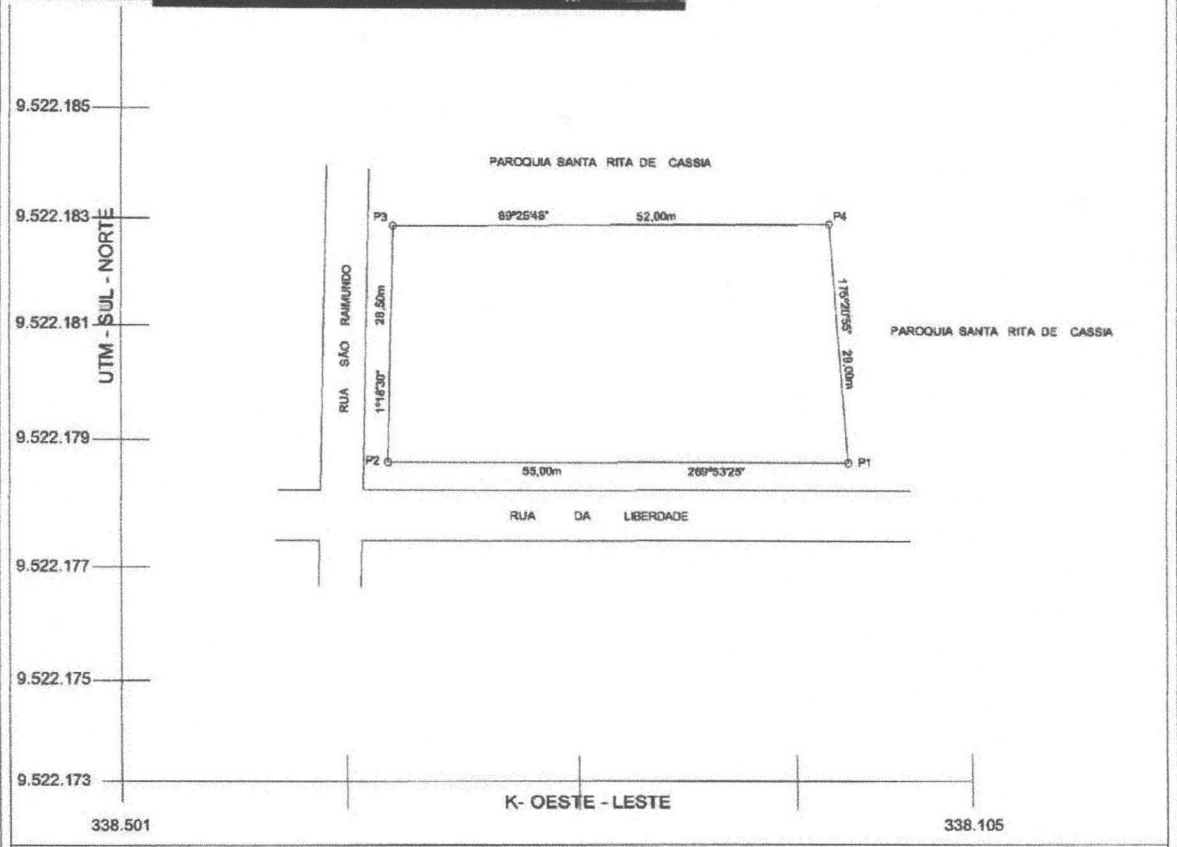 9.522.185
PAROQUIA SANTA RITA DE CASSIA
9.522.183
P3
89°25'48"
52,00m
P4
UTM - SUL - NORTE
RUA SÃO RAIMUNDO
28,50m
1°18'30"
175°20'55" 29,00m
9.522.181
PAROQUIA SANTA RITA DE CASSIA
9.522.179
P2
55,00m
269°53'25"
P1
RUA DA LIBERDADE
9.522.177
9.522.175
9.522.173
K- OESTE - LESTE
338.501
338.105